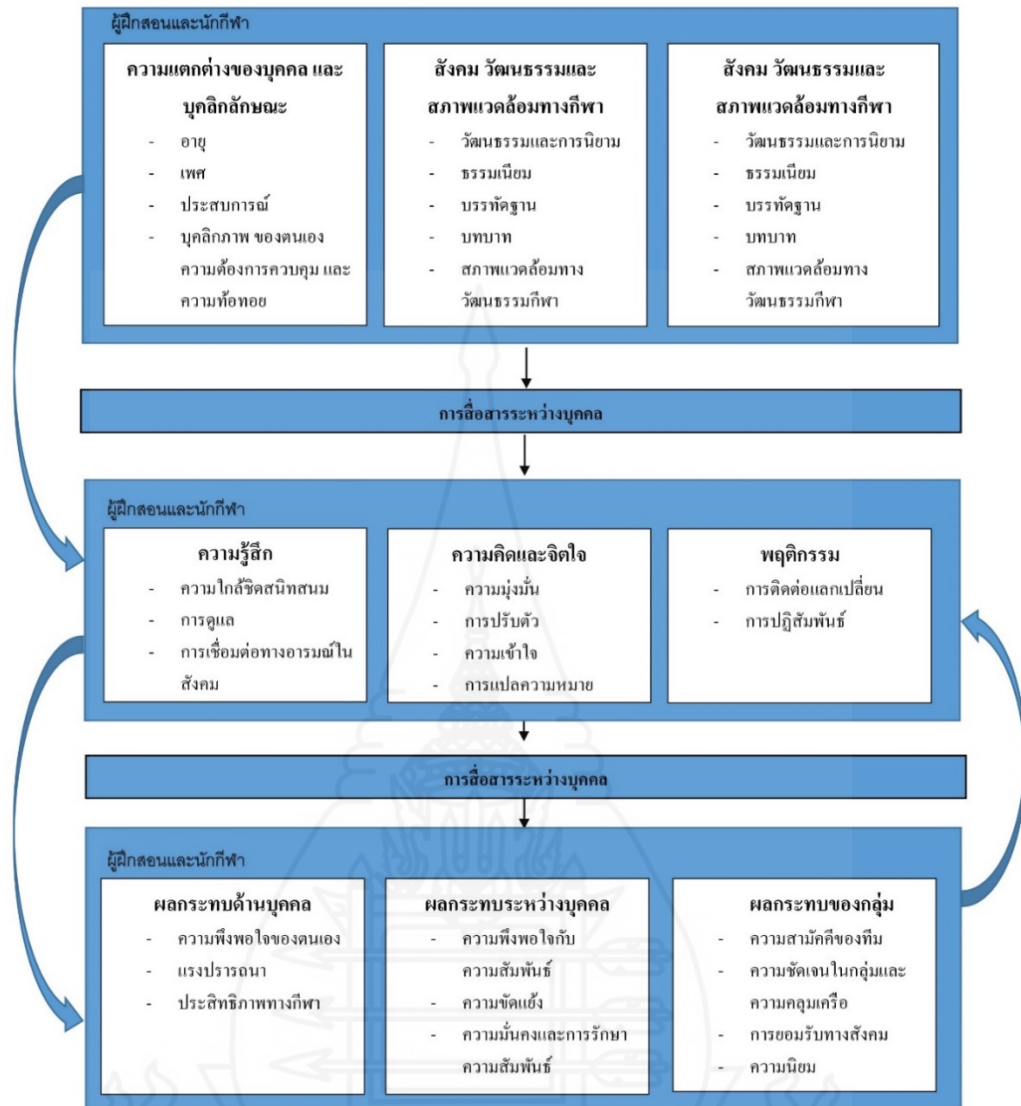 ผู้ฝึกสอนและนักกีฬา
ความแตกต่างของบุคคล และ
บุคลิกลักษณะ
- อายุ
- เพศ
- ประสบการณ์
- บุคลิกภาพ ของตนเอง
ความต้องการควบคุม และ
ความท้อทอย
สังคม วัฒนธรรมและ
สภาพแวดล้อมทางกีฬา
- วัฒนธรรมและการนิยาม
- ธรรมเนียม
- บรรทัดฐาน
- บทบาท
- สภาพแวดล้อมทาง
วัฒนธรรมกีฬา
สังคม วัฒนธรรมและ
สภาพแวดล้อมทางกีฬา
- วัฒนธรรมและการนิยาม
- ธรรมเนียม
- บรรทัดฐาน
- บทบาท
- สภาพแวดล้อมทาง
วัฒนธรรมกีฬา
การสื่อสารระหว่างบุคคล
ผู้ฝึกสอนและนักกีฬา
ความรู้สึก
- ความใกล้ชิดสนิทสนม
- การดูแล
- การเชื่อมต่อทางอารมณ์ใน
สังคม
ความคิดและจิตใจ
- ความมุ่งมั่น
- การปรับตัว
- ความเข้าใจ
- การแปลความหมาย
พฤติกรรม
- การติดต่อแลกเปลี่ยน
- การปฏิสัมพันธ์
การสื่อสารระหว่างบุคคล
ผู้ฝึกสอนและนักกีฬา
ผลกระทบด้านบุคคล
- ความพึงพอใจของตนเอง
- แรงปรารถนา
- ประสิทธิภาพทางกีฬา
ผลกระทบระหว่างบุคคล
- ความพึงพอใจกับ
ความสัมพันธ์
- ความขัดแย้ง
- ความมั่นคงและการรักษา
ความสัมพันธ์
ผลกระทบของกลุ่ม
- ความสามัคคีของทีม
- ความชัดเจนในกลุ่มและ
ความคลุมเครือ
- การยอมรับทางสังคม
- ความนิยม